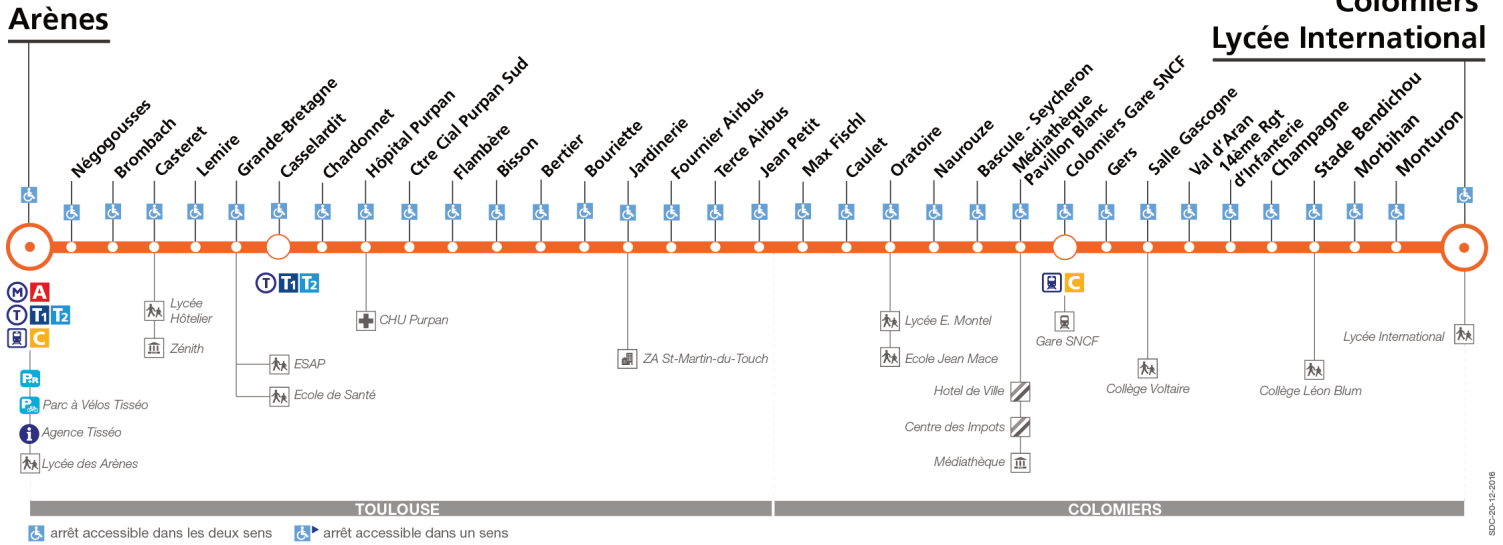 Arènes
Colomiers
Lycée International
Négogousses
Brombach
Casteret
Lemire
Grande-Bretagne
Casselardit
Chardonnet
Hôpital Purpan
Ctre Cial Purpan Sud
Flambère
Bisson
Bertier
Bouriette
Jardinerie
Fournier Airbus
Terce Airbus
Jean Petit
Max Fischl
Caulet
Oratoire
Naurouze
Bascule - Seycheron
Médiathèque
Pavillon Blanc
Colomiers Gare SNCF
Gers
Salle Gascogne
Val d'Aran
14ème Rgt
d'Infanterie
Champagne
Stade Bendichou
Morbihan
Monturon
M A
T T1 T2
C
P+R
P
Parc à Vélos Tisséo
i Agence Tisséo
Lycée des Arènes
Lycée
Hôtelier
Zénith
ESAP
Ecole de Santé
T T1 T2
CHU Purpan
ZA St-Martin-du-Touch
Lycée E. Montel
Ecole Jean Mace
Hotel de Ville
Centre des Impots
Médiathèque
C
Gare SNCF
Collège Voltaire
Collège Léon Blum
Lycée International
TOULOUSE
COLOMIERS
arrêt accessible dans les deux sens
arrêt accessible dans un sens
SDC-20-12-2016